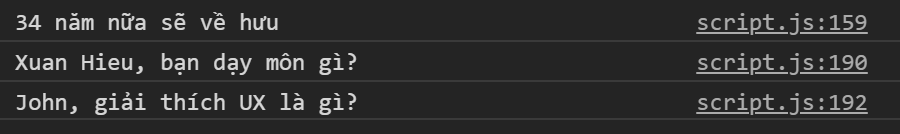 34 năm nữa sẽ về hưu script.js:159
Xuan Hieu, bạn dạy môn gì? script.js:190
John, giải thích UX là gì? script.js:192